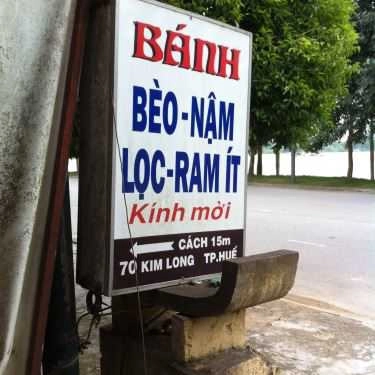 BÁNH
BÈO-NẬM
LỌC-RAM ÍT
Kính mời
CÁCH 15m
70 KIM LONG TP.HUẾ